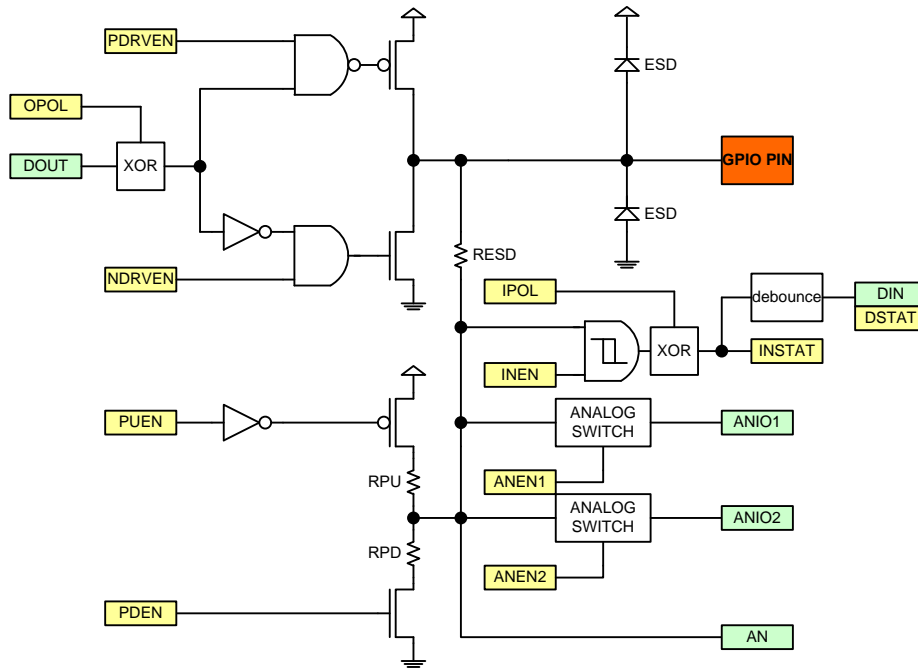 PDRVEN
ESD
OPOL
DOUT
XOR
GPIO PIN
ESD
RESD
NDRVEN
IPOL
debounce
DIN
DSTAT
XOR
INSTAT
INEN
PUEN
ANALOG
SWITCH
ANIO1
RPU
ANEN1
ANALOG
SWITCH
ANIO2
RPD
ANEN2
PDEN
AN